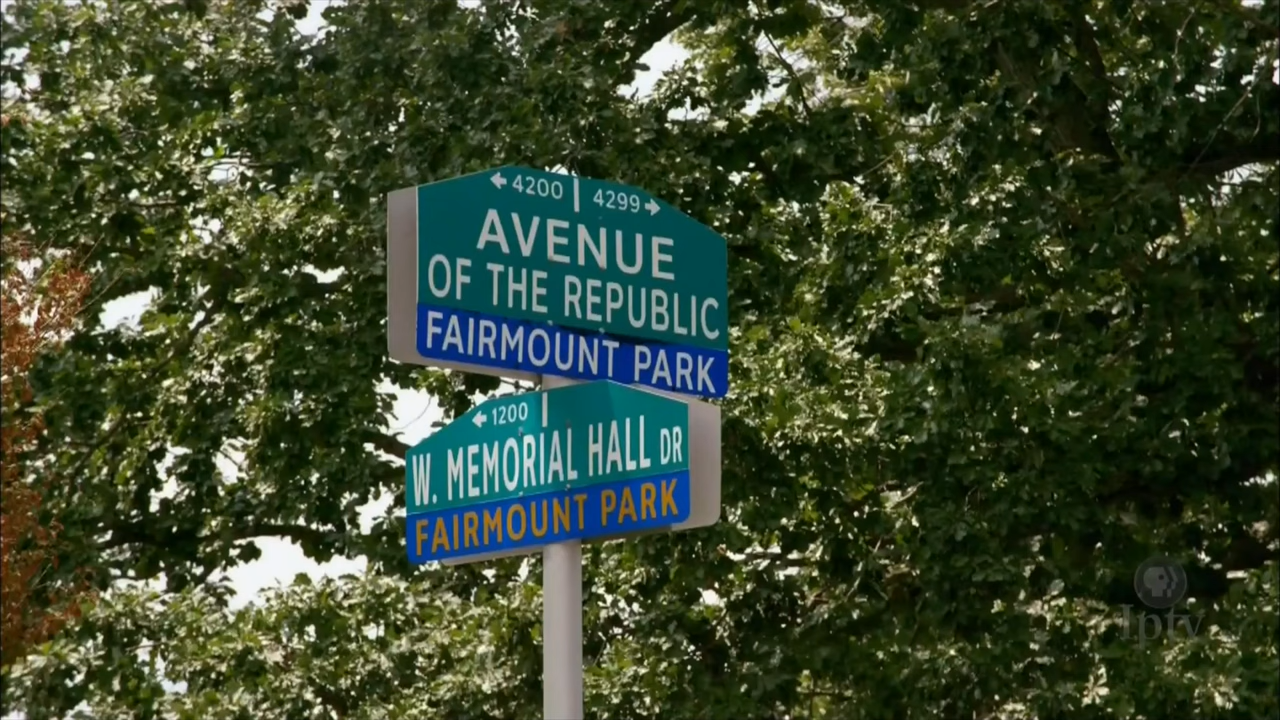 ←4200 | 4299→
AVENUE
OF THE REPUBLIC
FAIRMOUNT PARK
←1200 |
W. MEMORIAL HALL DR
FAIRMOUNT PARK
Iptv